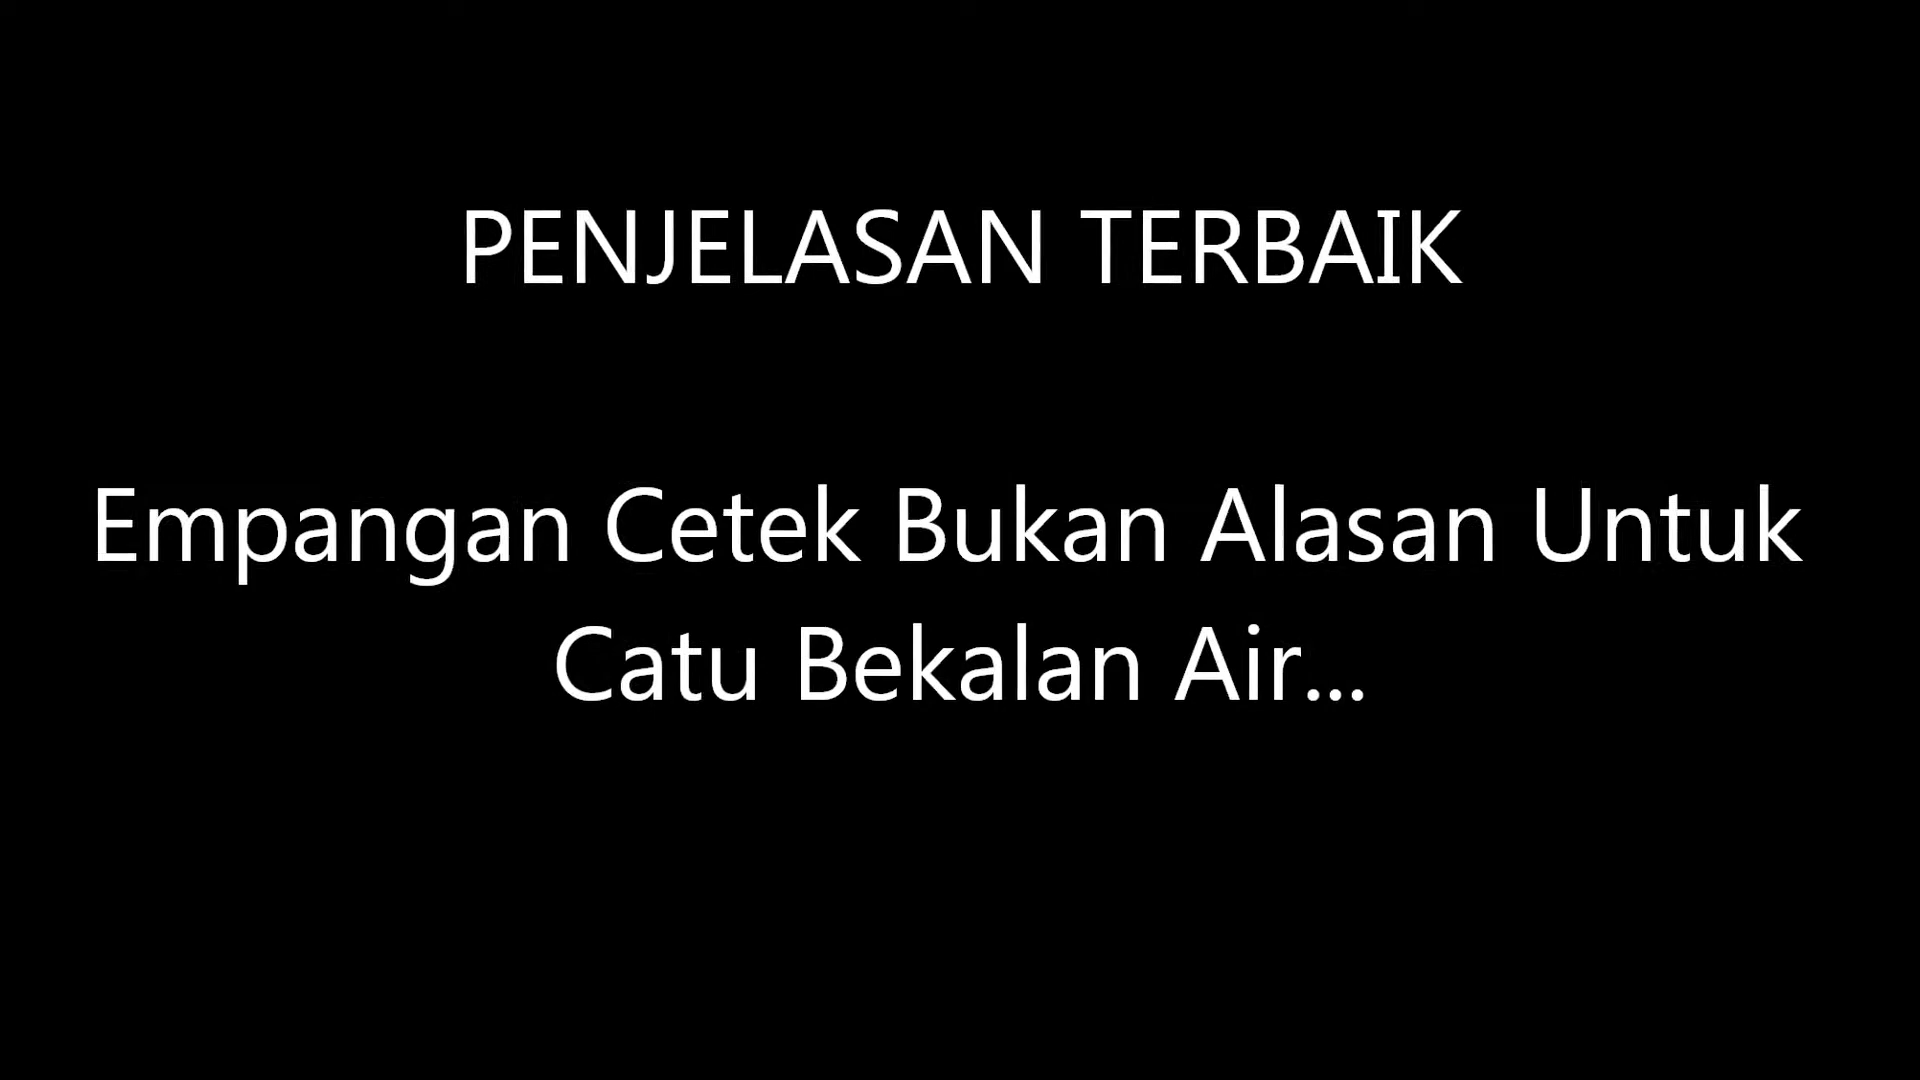 PENJELASAN TERBAIK
Empangan Cetek Bukan Alasan Untuk
Catu Bekalan Air...